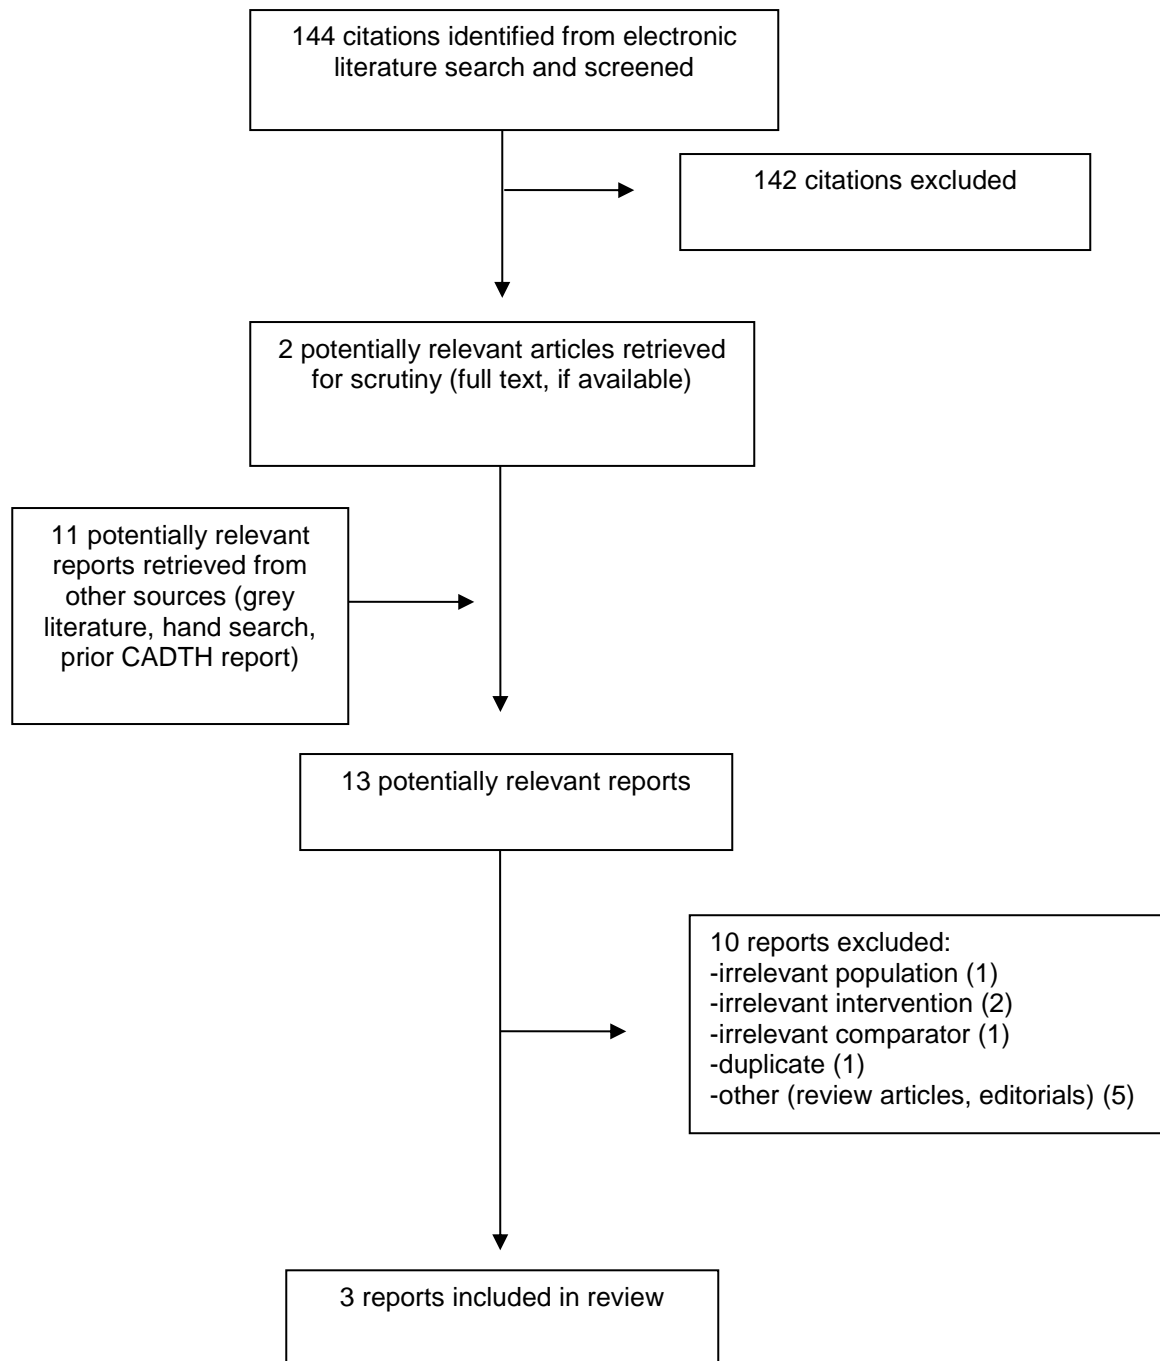 144 citations identified from electronic
literature search and screened
142 citations excluded
2 potentially relevant articles retrieved
for scrutiny (full text, if available)
11 potentially relevant
reports retrieved from
other sources (grey
literature, hand search,
prior CADTH report)
13 potentially relevant reports
10 reports excluded:
-irrelevant population (1)
-irrelevant intervention (2)
-irrelevant comparator (1)
-duplicate (1)
-other (review articles, editorials) (5)
3 reports included in review